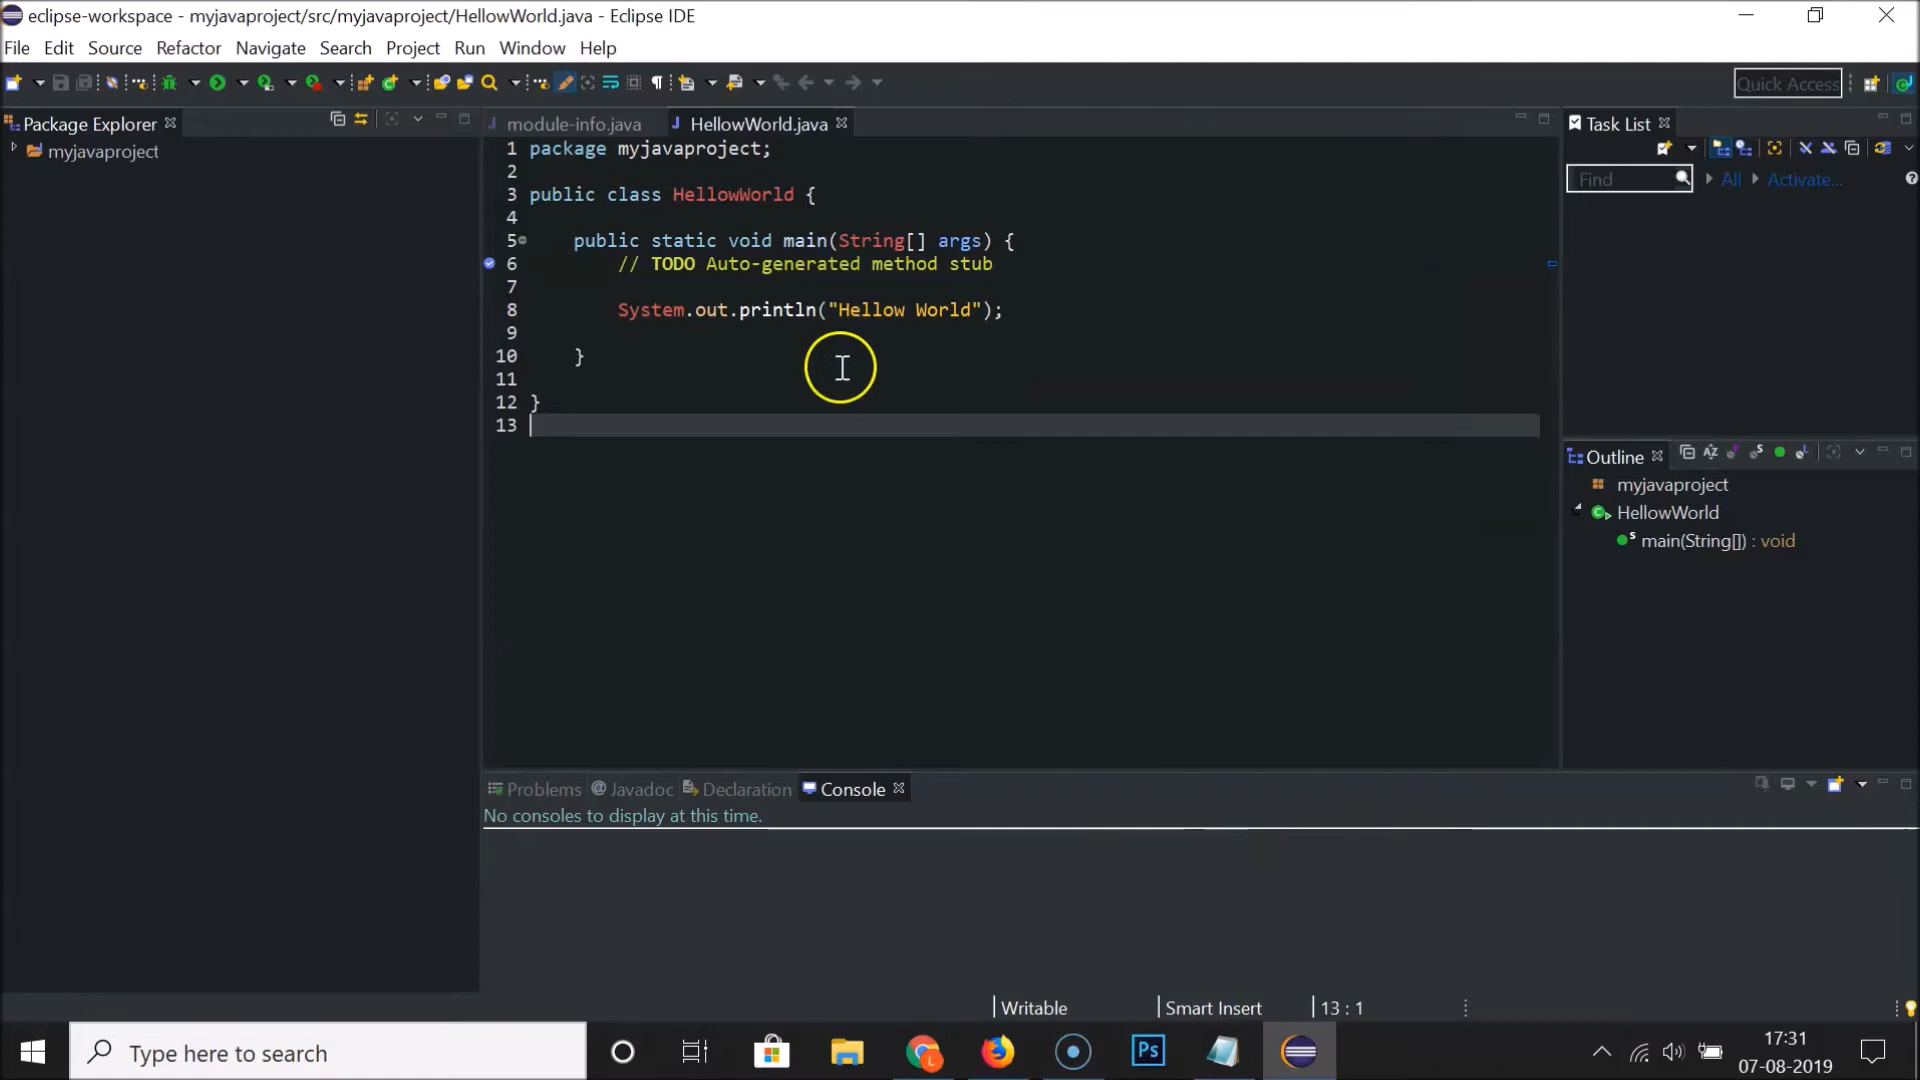 eclipse-workspace - myjavaproject/src/myjavaproject/HellowWorld.java - Eclipse IDE
File Edit Source Refactor Navigate Search Project Run Window Help
Quick Access
Package Explorer
myjavaproject
module-info.java HellowWorld.java
1 package myjavaproject;
2
3 public class HellowWorld {
4
5 public static void main(String[] args) {
6 // TODO Auto-generated method stub
7
8 System.out.println("Hellow World");
9
10 }
11
12 }
13
Task List
Find All Activate...
Outline
myjavaproject
HellowWorld
main(String[]) : void
Problems @ Javadoc Declaration Console
No consoles to display at this time.
Writable Smart Insert 13 : 1
Type here to search
Ps
17:31
07-08-2019